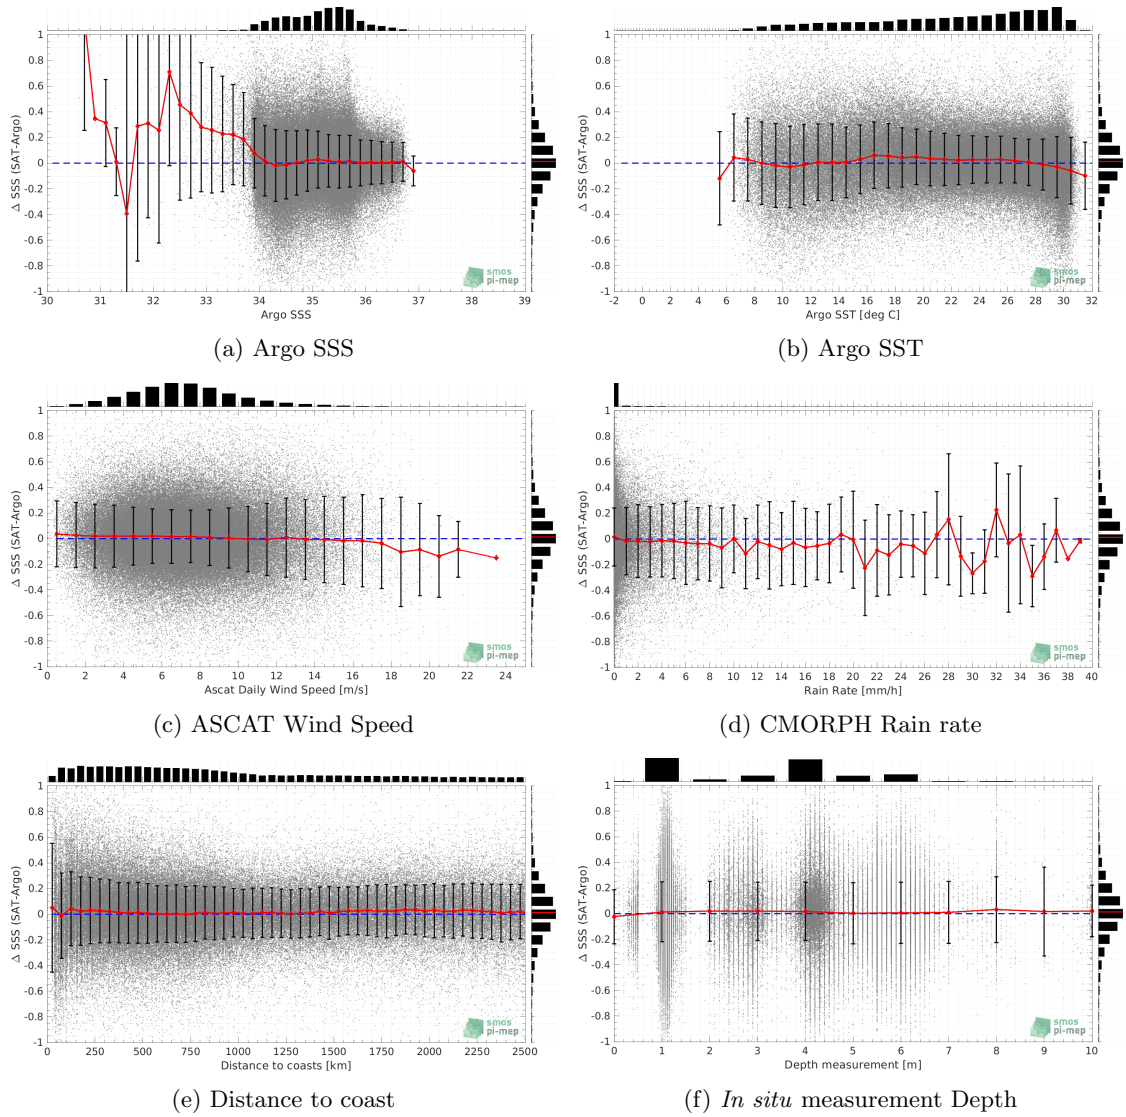 1
0.8
0.6
0.4
0.2
0
-0.2
-0.4
-0.6
-0.8
-1
Δ SSS (SAT-Argo)
30 31 32 33 34 35 36 37 38 39
Argo SSS
smos
pi-mep
(a) Argo SSS
1
0.8
0.6
0.4
0.2
0
-0.2
-0.4
-0.6
-0.8
-1
Δ SSS (SAT-Argo)
-2 0 2 4 6 8 10 12 14 16 18 20 22 24 26 28 30 32
Argo SST [deg C]
smos
pi-mep
(b) Argo SST
1
0.8
0.6
0.4
0.2
0
-0.2
-0.4
-0.6
-0.8
-1
Δ SSS (SAT-Argo)
0 2 4 6 8 10 12 14 16 18 20 22 24
Ascat Daily Wind Speed [m/s]
smos
pi-mep
(c) ASCAT Wind Speed
1
0.8
0.6
0.4
0.2
0
-0.2
-0.4
-0.6
-0.8
-1
Δ SSS (SAT-Argo)
0 2 4 6 8 10 12 14 16 18 20 22 24 26 28 30 32 34 36 38 40
Rain Rate [mm/h]
smos
pi-mep
(d) CMORPH Rain rate
1
0.8
0.6
0.4
0.2
0
-0.2
-0.4
-0.6
-0.8
-1
Δ SSS (SAT-Argo)
0 250 500 750 1000 1250 1500 1750 2000 2250 2500
Distance to coasts [km]
smos
pi-mep
(e) Distance to coast
1
0.8
0.6
0.4
0.2
0
-0.2
-0.4
-0.6
-0.8
-1
Δ SSS (SAT-Argo)
0 1 2 3 4 5 6 7 8 9 10
Depth measurement [m]
smos
pi-mep
(f) In situ measurement Depth